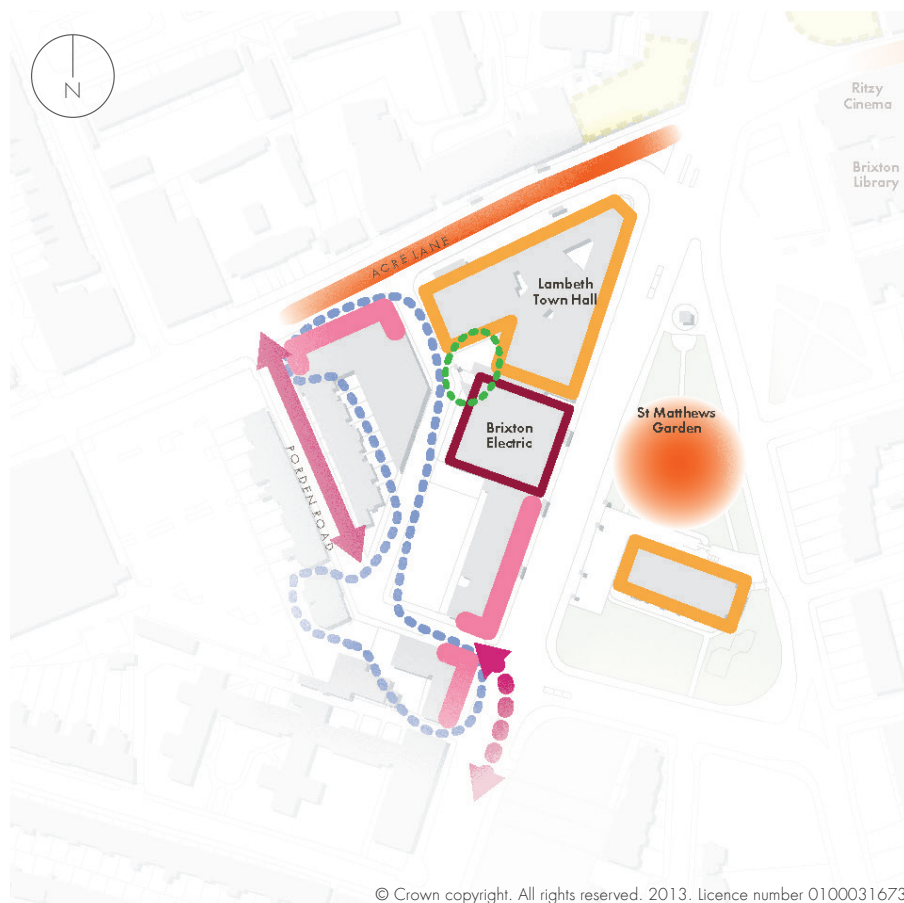 N
Ritzy
Cinema
Brixton
Library
ACRE LANE
Lambeth
Town Hall
St Matthews
Garden
Brixton
Electric
PORDEN ROAD
© Crown copyright. All rights reserved. 2013. Licence number 0100031673